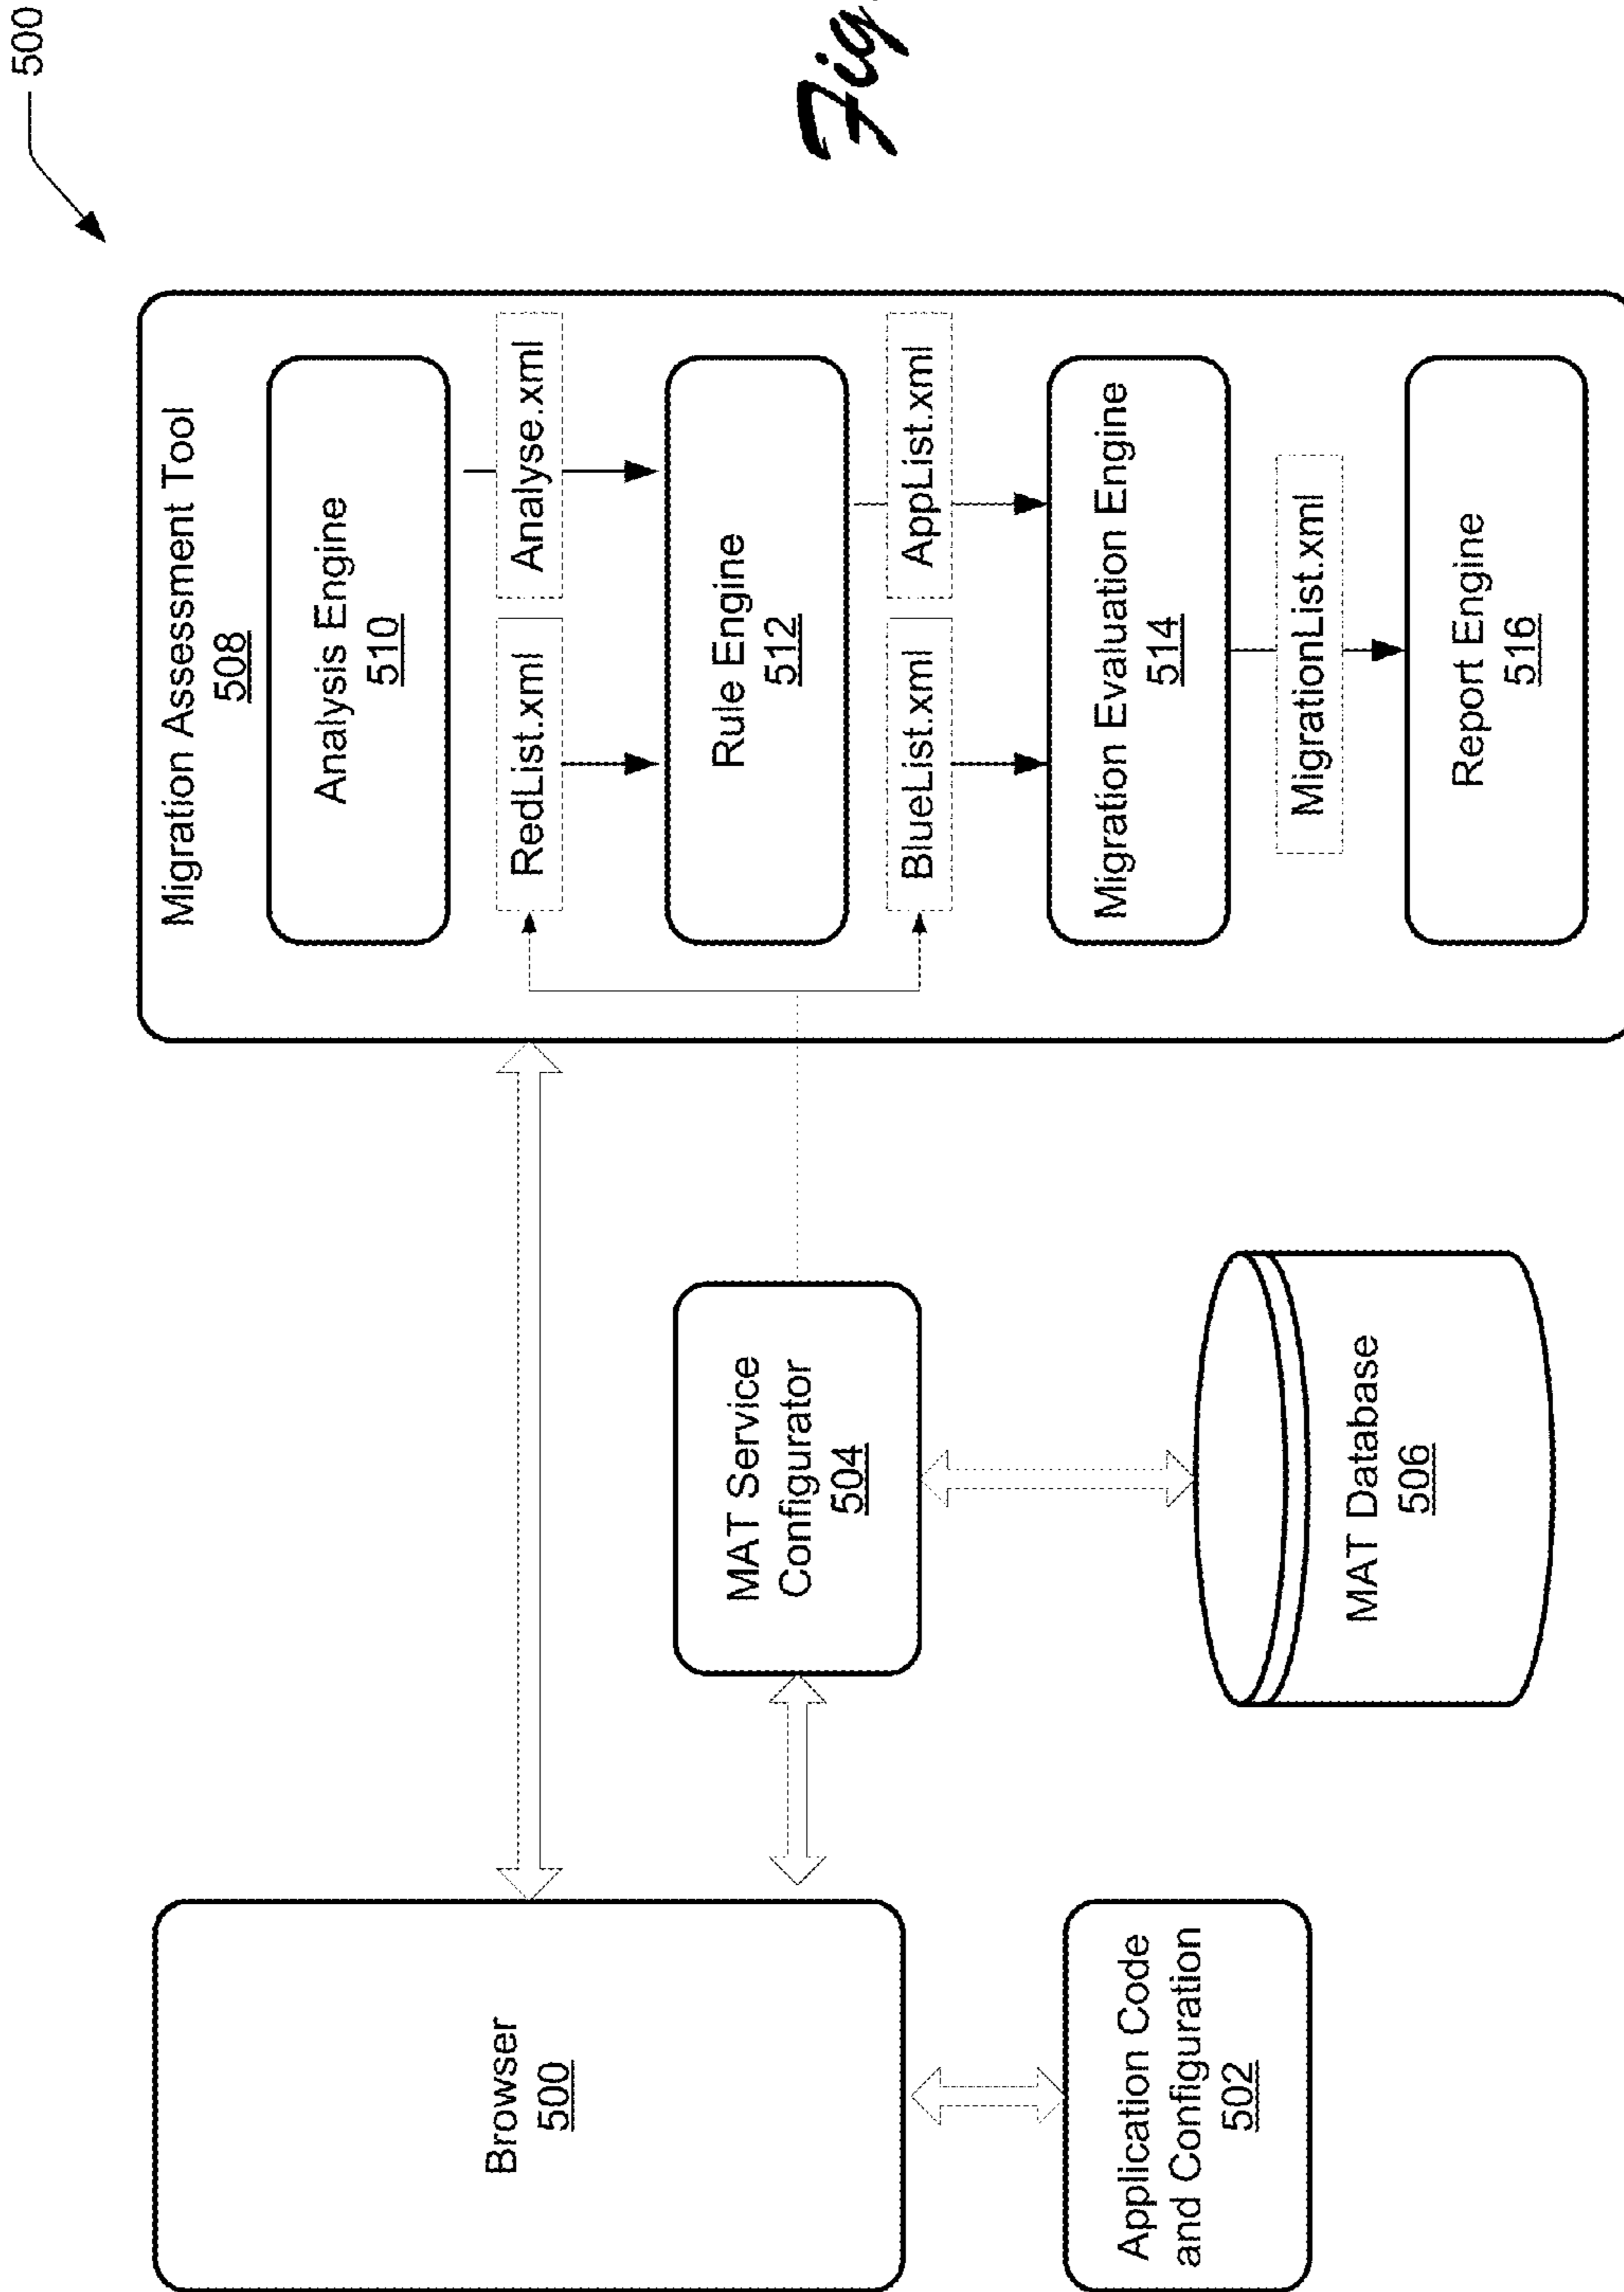 500
Migration Assessment Tool
508
Analysis Engine
510
RedList.xml
Analyse.xml
Rule Engine
512
BlueList.xml
AppList.xml
Migration Evaluation Engine
514
MigrationList.xml
Report Engine
516
Browser
500
MAT Service
Configurator
504
Application Code
and Configuration
502
MAT Database
506
Fig